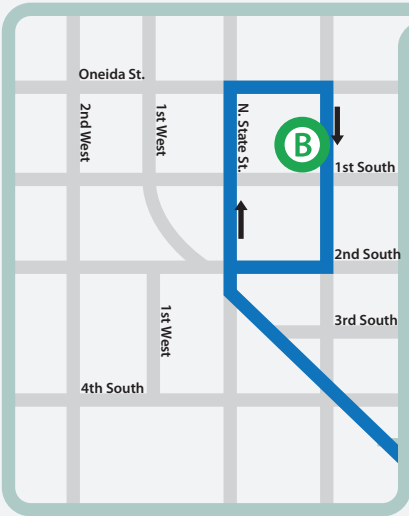 Oneida St.
2nd West
1st West
N. State St.
B
1st South
2nd South
1st West
3rd South
4th South